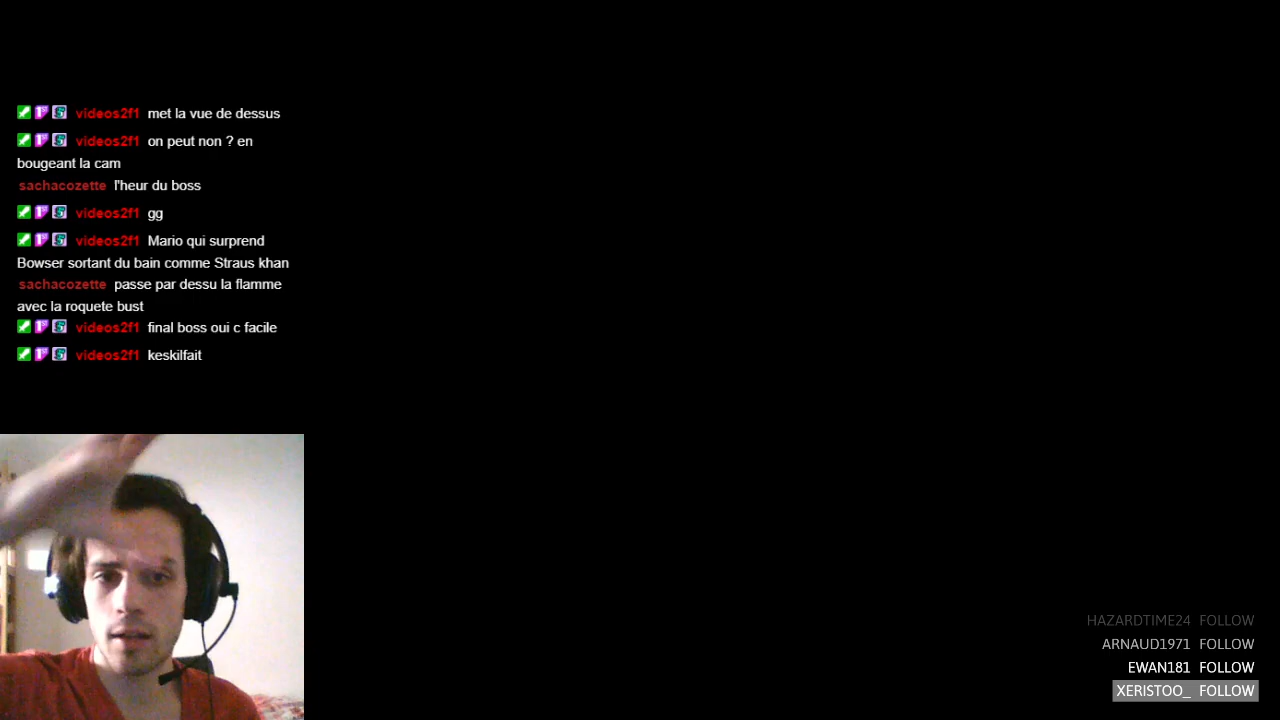 videos2f1 met la vue de dessus
videos2f1 on peut non ? en
bougeant la cam
sachacozette l'heur du boss
videos2f1 gg
videos2f1 Mario qui surprend
Bowser sortant du bain comme Straus khan
sachacozette passe par dessu la flamme
avec la roquete bust
videos2f1 final boss oui c facile
videos2f1 keskilfait
HAZARDTIME24 FOLLOW
ARNAUD1971 FOLLOW
EWAN181 FOLLOW
XERISTOO_ FOLLOW